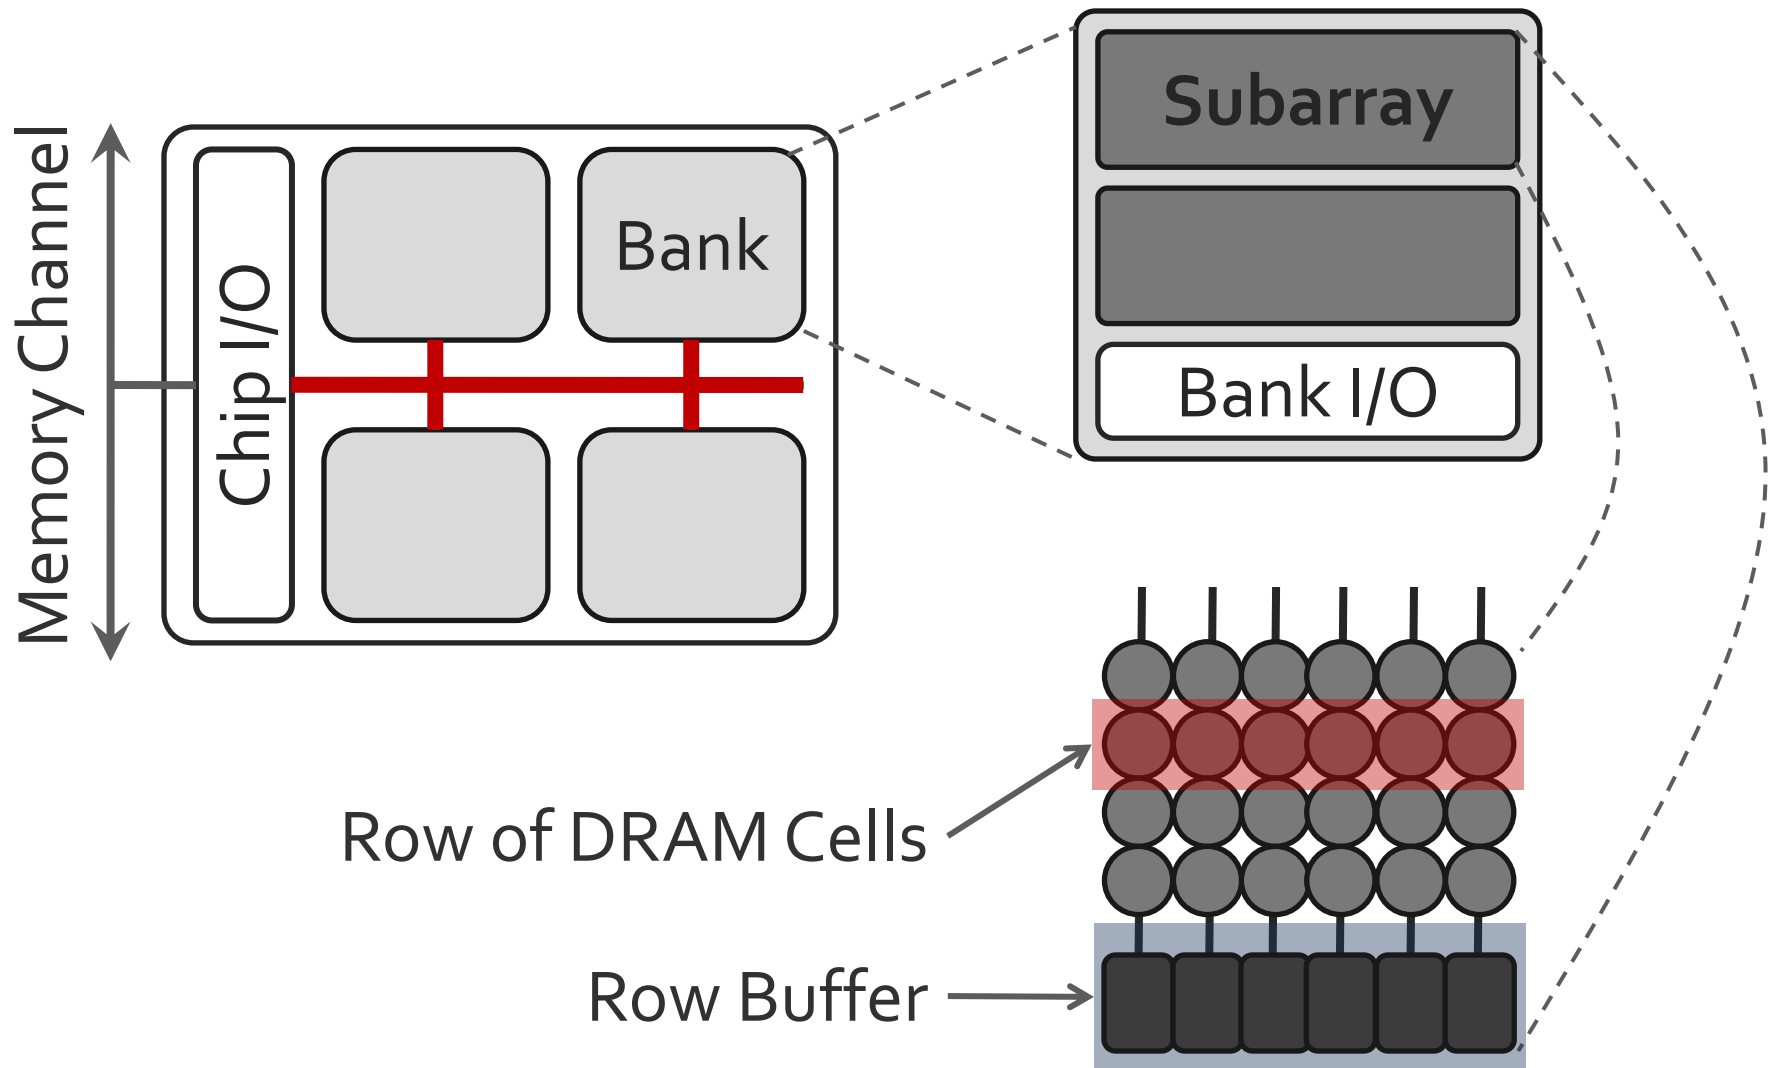 Memory Channel
Chip I/O
Bank
Subarray
Bank I/O
Row of DRAM Cells
Row Buffer